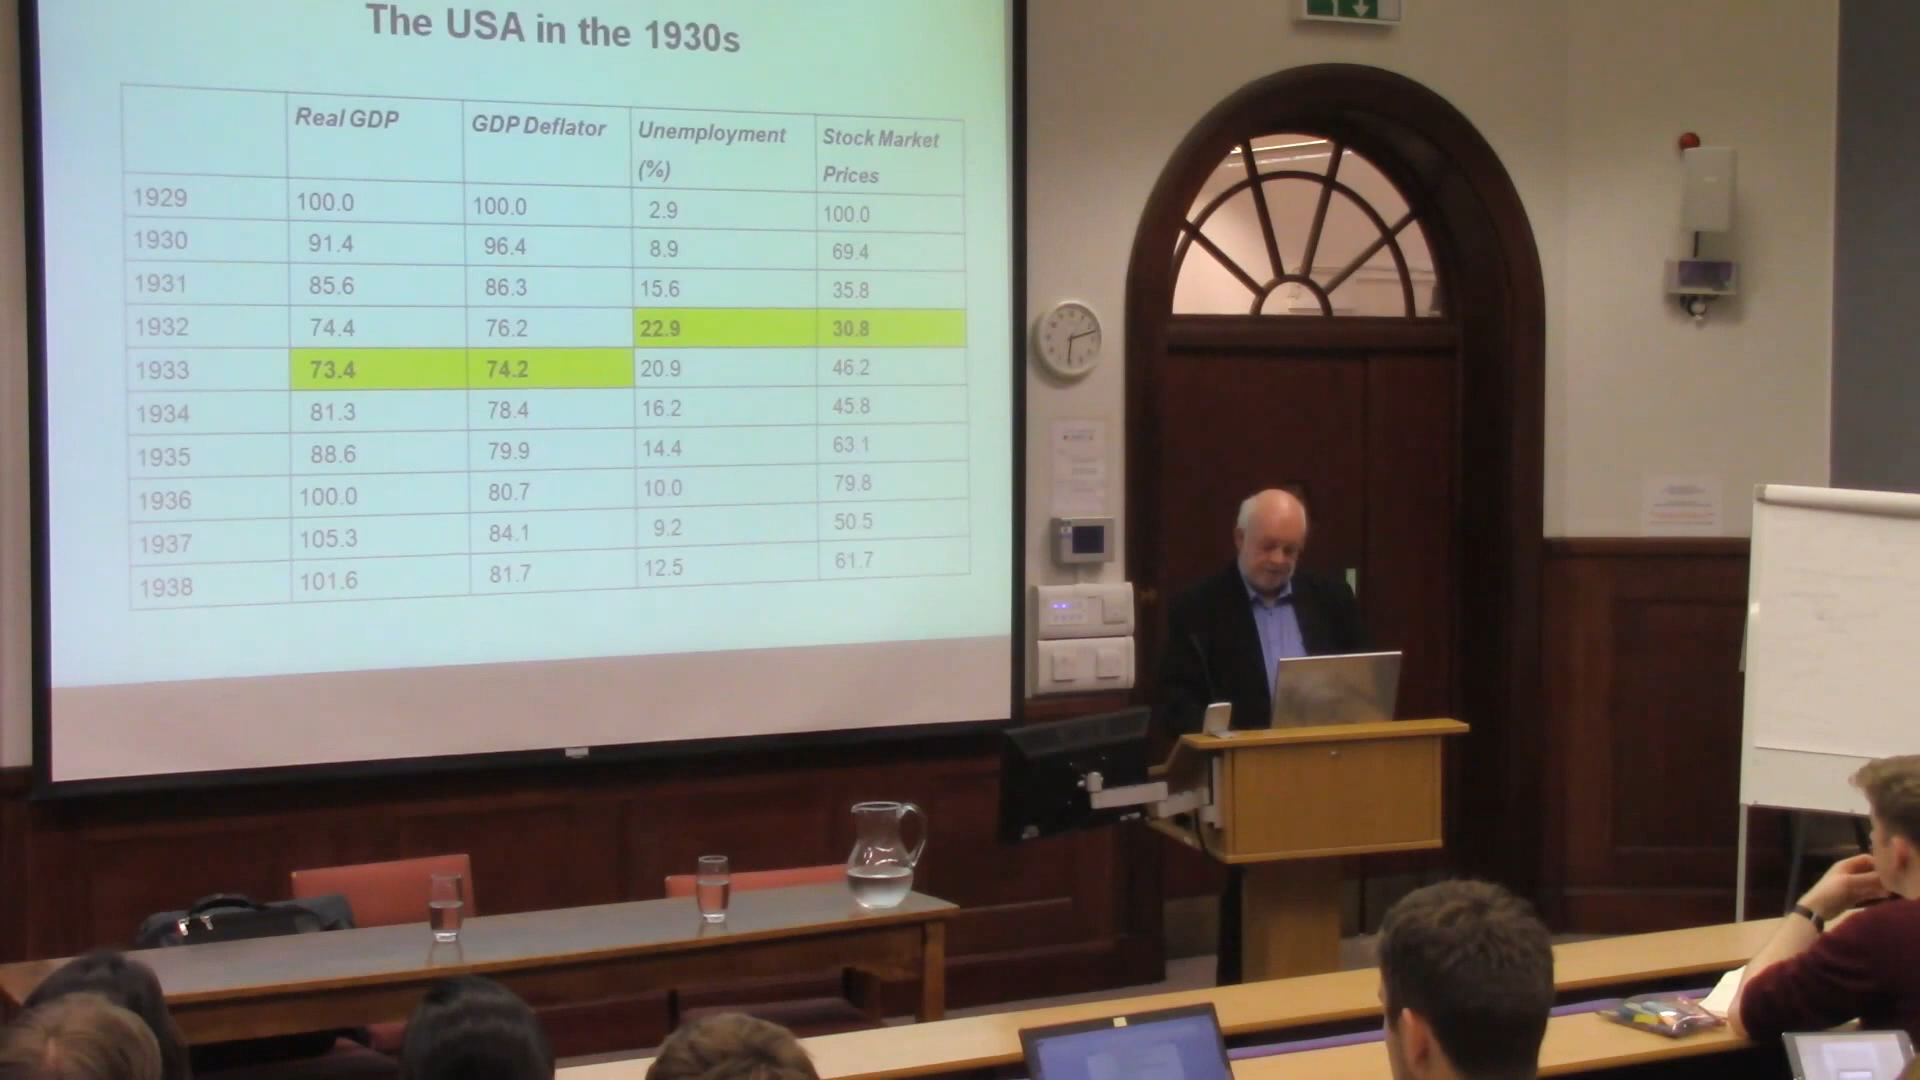 The USA in the 1930s
Real GDP GDP Deflator Unemployment (%) Stock Market Prices
1929 100.0 100.0 2.9 100.0
1930 91.4 96.4 8.9 69.4
1931 85.6 86.3 15.6 35.8
1932 74.4 76.2 22.9 30.8
1933 73.4 74.2 20.9 46.2
1934 81.3 78.4 16.2 45.8
1935 88.6 79.9 14.4 63.1
1936 100.0 80.7 10.0 79.8
1937 105.3 84.1 9.2 50.5
1938 101.6 81.7 12.5 61.7